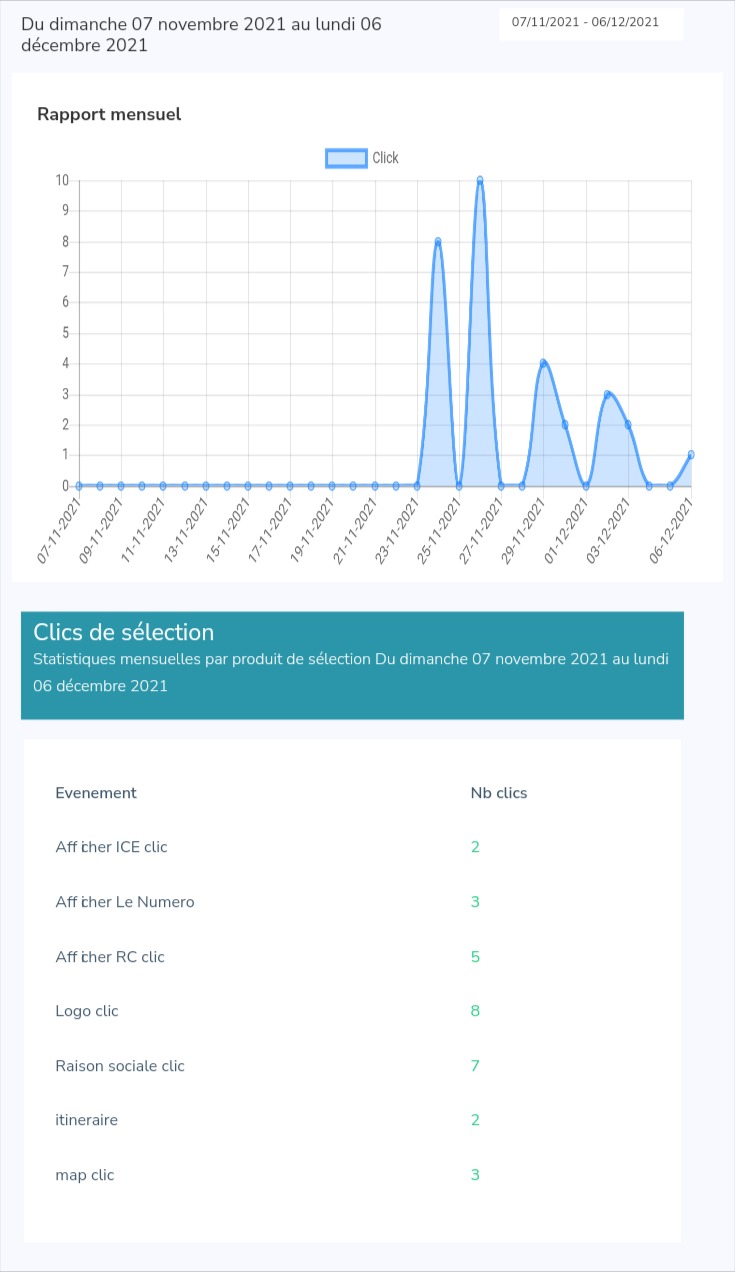 Du dimanche 07 novembre 2021 au lundi 06
décembre 2021
07/11/2021 - 06/12/2021
Rapport mensuel
Click
10
9
8
7
6
5
4
3
2
1
0
07-11-2021
09-11-2021
11-11-2021
13-11-2021
15-11-2021
17-11-2021
19-11-2021
21-11-2021
23-11-2021
25-11-2021
27-11-2021
29-11-2021
01-12-2021
03-12-2021
06-12-2021
Clics de sélection
Statistiques mensuelles par produit de sélection Du dimanche 07 novembre 2021 au lundi
06 décembre 2021
Evenement Nb clics
Afficher ICE clic 2
Afficher Le Numero 3
Afficher RC clic 5
Logo clic 8
Raison sociale clic 7
itineraire 2
map clic 3